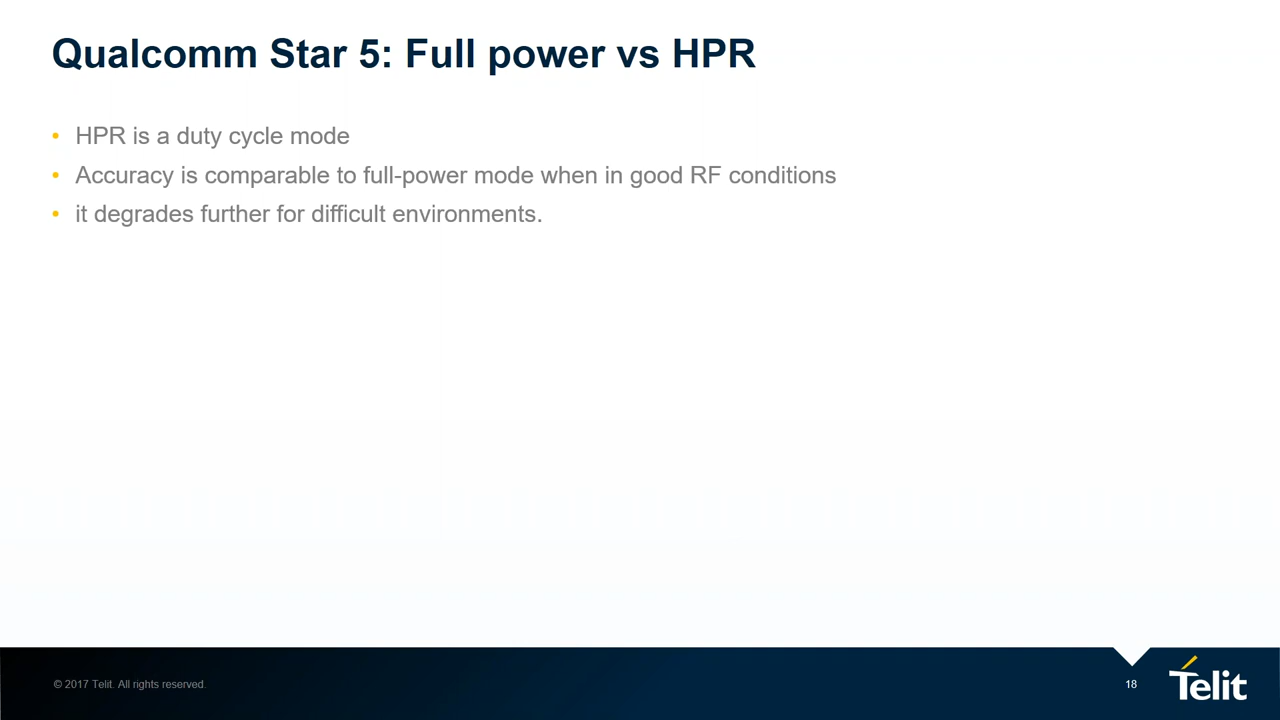 Qualcomm Star 5: Full power vs HPR
• HPR is a duty cycle mode
• Accuracy is comparable to full-power mode when in good RF conditions
• it degrades further for difficult environments.
© 2017 Telit. All rights reserved.
18
Telit